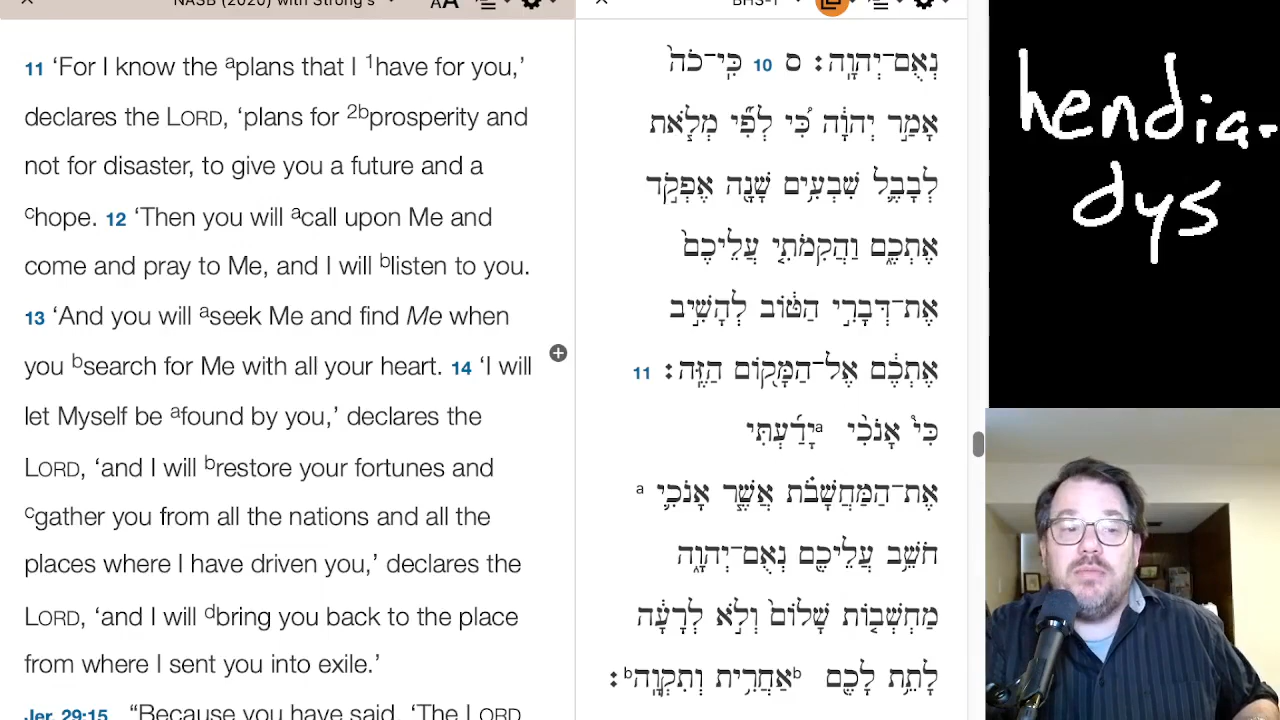 NASB (2020) with Strong's
AA
BHS-T
11 ‘For I know the ᵃplans that I ¹have for you,’
declares the LORD, ‘plans for ²ᵇprosperity and
not for disaster, to give you a future and a
ᶜhope. 12 ‘Then you will ᵃcall upon Me and
come and pray to Me, and I will ᵇlisten to you.
13 ‘And you will ᵃseek Me and find Me when
you ᵇsearch for Me with all your heart. 14 ‘I will
let Myself be ᵃfound by you,’ declares the
LORD, ‘and I will ᵇrestore your fortunes and
ᶜgather you from all the nations and all the
places where I have driven you,’ declares the
LORD, ‘and I will ᵈbring you back to the place
from where I sent you into exile.’
Jer. 29:15 “Because you have said, ‘The LORD
נְאֻם־יְהוָֽה׃ ס 10 כִּֽי־כֹה֙
אָמַ֣ר יְהוָ֔ה כִּ֠י לְפִ֞י מְלֹ֧את
לְבָבֶ֛ל שִׁבְעִ֥ים שָׁנָ֖ה אֶפְקֹ֣ד
אֶתְכֶ֑ם וַהֲקִמֹתִ֤י עֲלֵיכֶם֙
אֶת־דְּבָרִ֣י הַטּ֔וֹב לְהָשִׁ֣יב
אֶתְכֶ֔ם אֶל־הַמָּק֖וֹם הַזֶּֽה׃ 11
כִּי֩ אָנֹכִ֨י ᵃיָדַ֜עְתִּי
אֶת־הַמַּחֲשָׁבֹ֗ת אֲשֶׁ֧ר אָנֹכִ֛יᵃ
חֹשֵׁ֥ב עֲלֵיכֶ֖ם נְאֻם־יְהוָ֑ה
מַחְשְׁב֤וֹת שָׁלוֹם֙ וְלֹ֣א לְרָעָ֔ה
לָתֵ֥ת לָכֶ֖ם ᵇאַחֲרִ֥ית וְתִקְוָֽהᵇ׃
hendia-
dys